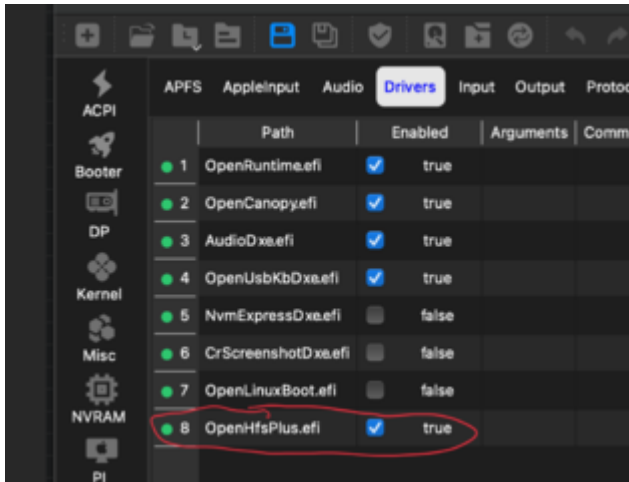 APFS AppleInput Audio Drivers Input Output Protoc
Path Enabled Arguments Comm
1 OpenRuntime.efi true
2 OpenCanopy.efi true
3 AudioDxe.efi true
4 OpenUsbKbDxe.efi true
5 NvmExpressDxe.efi false
6 CrScreenshotDxe.efi false
7 OpenLinuxBoot.efi false
8 OpenHfsPlus.efi true
ACPI
Booter
DP
Kernel
Misc
NVRAM
PI